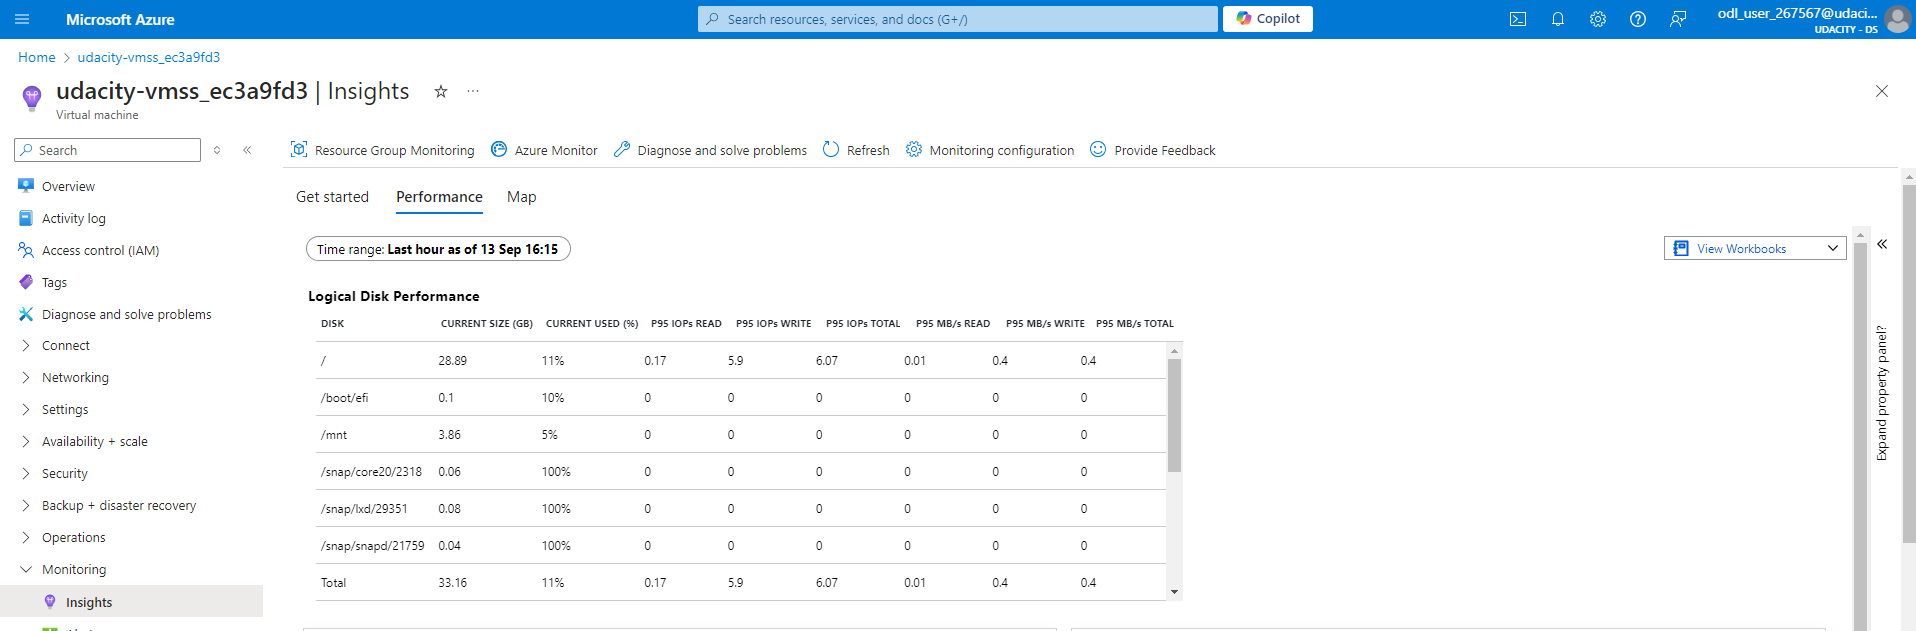 Microsoft Azure
Search resources, services, and docs (G+/)
Copilot
odl_user_267567@udaci...
UDACITY - DS
Home > udacity-vmss_ec3a9fd3
udacity-vmss_ec3a9fd3 | Insights
Virtual machine
Search
Overview
Activity log
Access control (IAM)
Tags
Diagnose and solve problems
Connect
Networking
Settings
Availability + scale
Security
Backup + disaster recovery
Operations
Monitoring
Insights
Resource Group Monitoring Azure Monitor Diagnose and solve problems Refresh Monitoring configuration Provide Feedback
Get started Performance Map
Time range: Last hour as of 13 Sep 16:15
View Workbooks
Expand property panel?
Logical Disk Performance
DISK CURRENT SIZE (GB) CURRENT USED (%) P95 IOPs READ P95 IOPs WRITE P95 IOPs TOTAL P95 MB/s READ P95 MB/s WRITE P95 MB/s TOTAL
/ 28.89 11% 0.17 5.9 6.07 0.01 0.4 0.4
/boot/efi 0.1 10% 0 0 0 0 0 0
/mnt 3.86 5% 0 0 0 0 0 0
/snap/core20/2318 0.06 100% 0 0 0 0 0 0
/snap/lxd/29351 0.08 100% 0 0 0 0 0 0
/snap/snapd/21759 0.04 100% 0 0 0 0 0 0
Total 33.16 11% 0.17 5.9 6.07 0.01 0.4 0.4